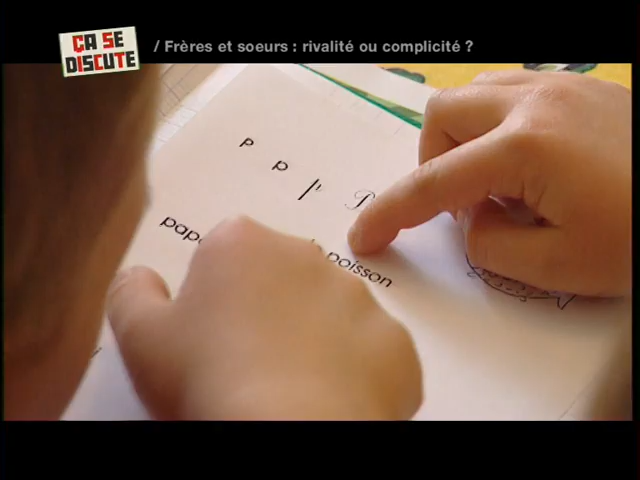 ÇA SE
DISCUTE
/ Frères et soeurs : rivalité ou complicité ?
P p p P
poisson